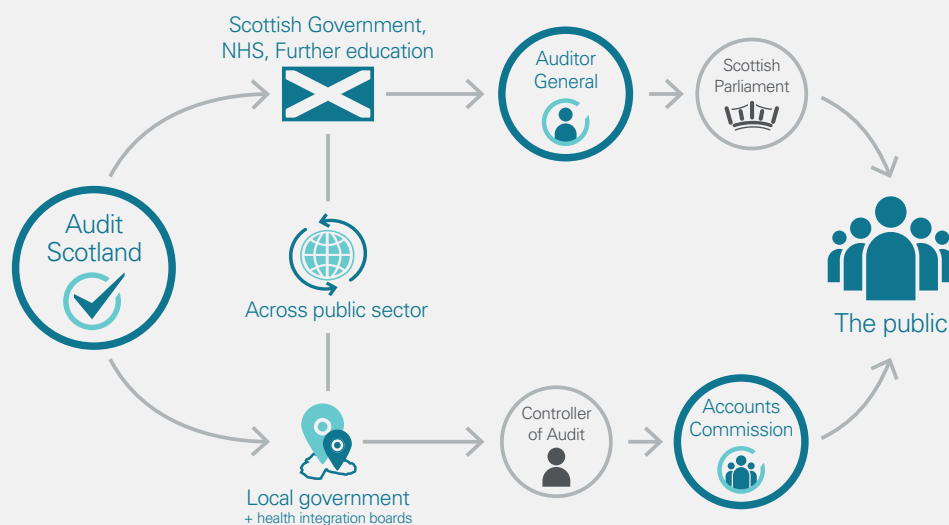 Scottish Government,
NHS, Further education
Auditor
General
Scottish
Parliament
Audit
Scotland
Across public sector
The public
Local government
+ health integration boards
Controller
of Audit
Accounts
Commission